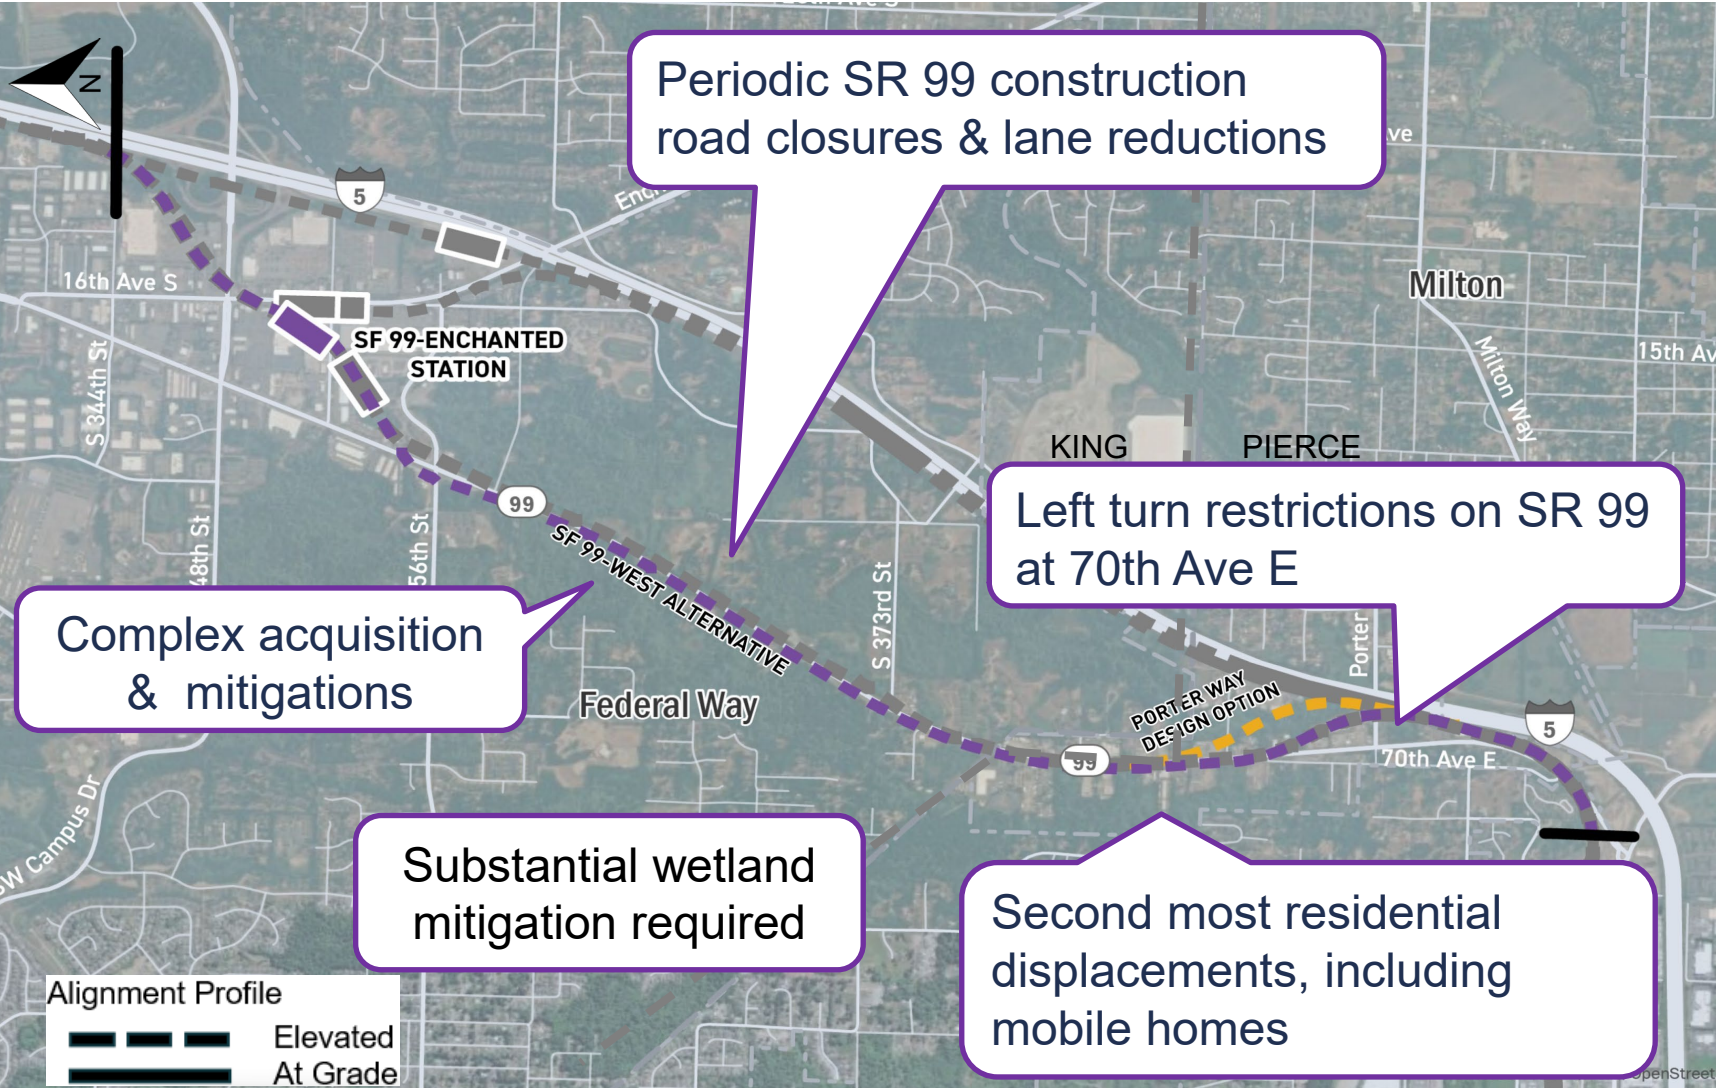 N
Periodic SR 99 construction
road closures & lane reductions
ve
5
16th Ave S
Milton
SF 99-ENCHANTED
STATION
15th Av
Milton Way
S 344th St
KING
PIERCE
99
Left turn restrictions on SR 99
at 70th Ave E
48th St
56th St
SF 99-WEST ALTERNATIVE
S 373rd St
Complex acquisition
& mitigations
Porter
Federal Way
PORTER WAY
DESIGN OPTION
5
99
70th Ave E
SW Campus Dr
Substantial wetland
mitigation required
Second most residential
displacements, including
mobile homes
Alignment Profile
Elevated
At Grade
OpenStreet